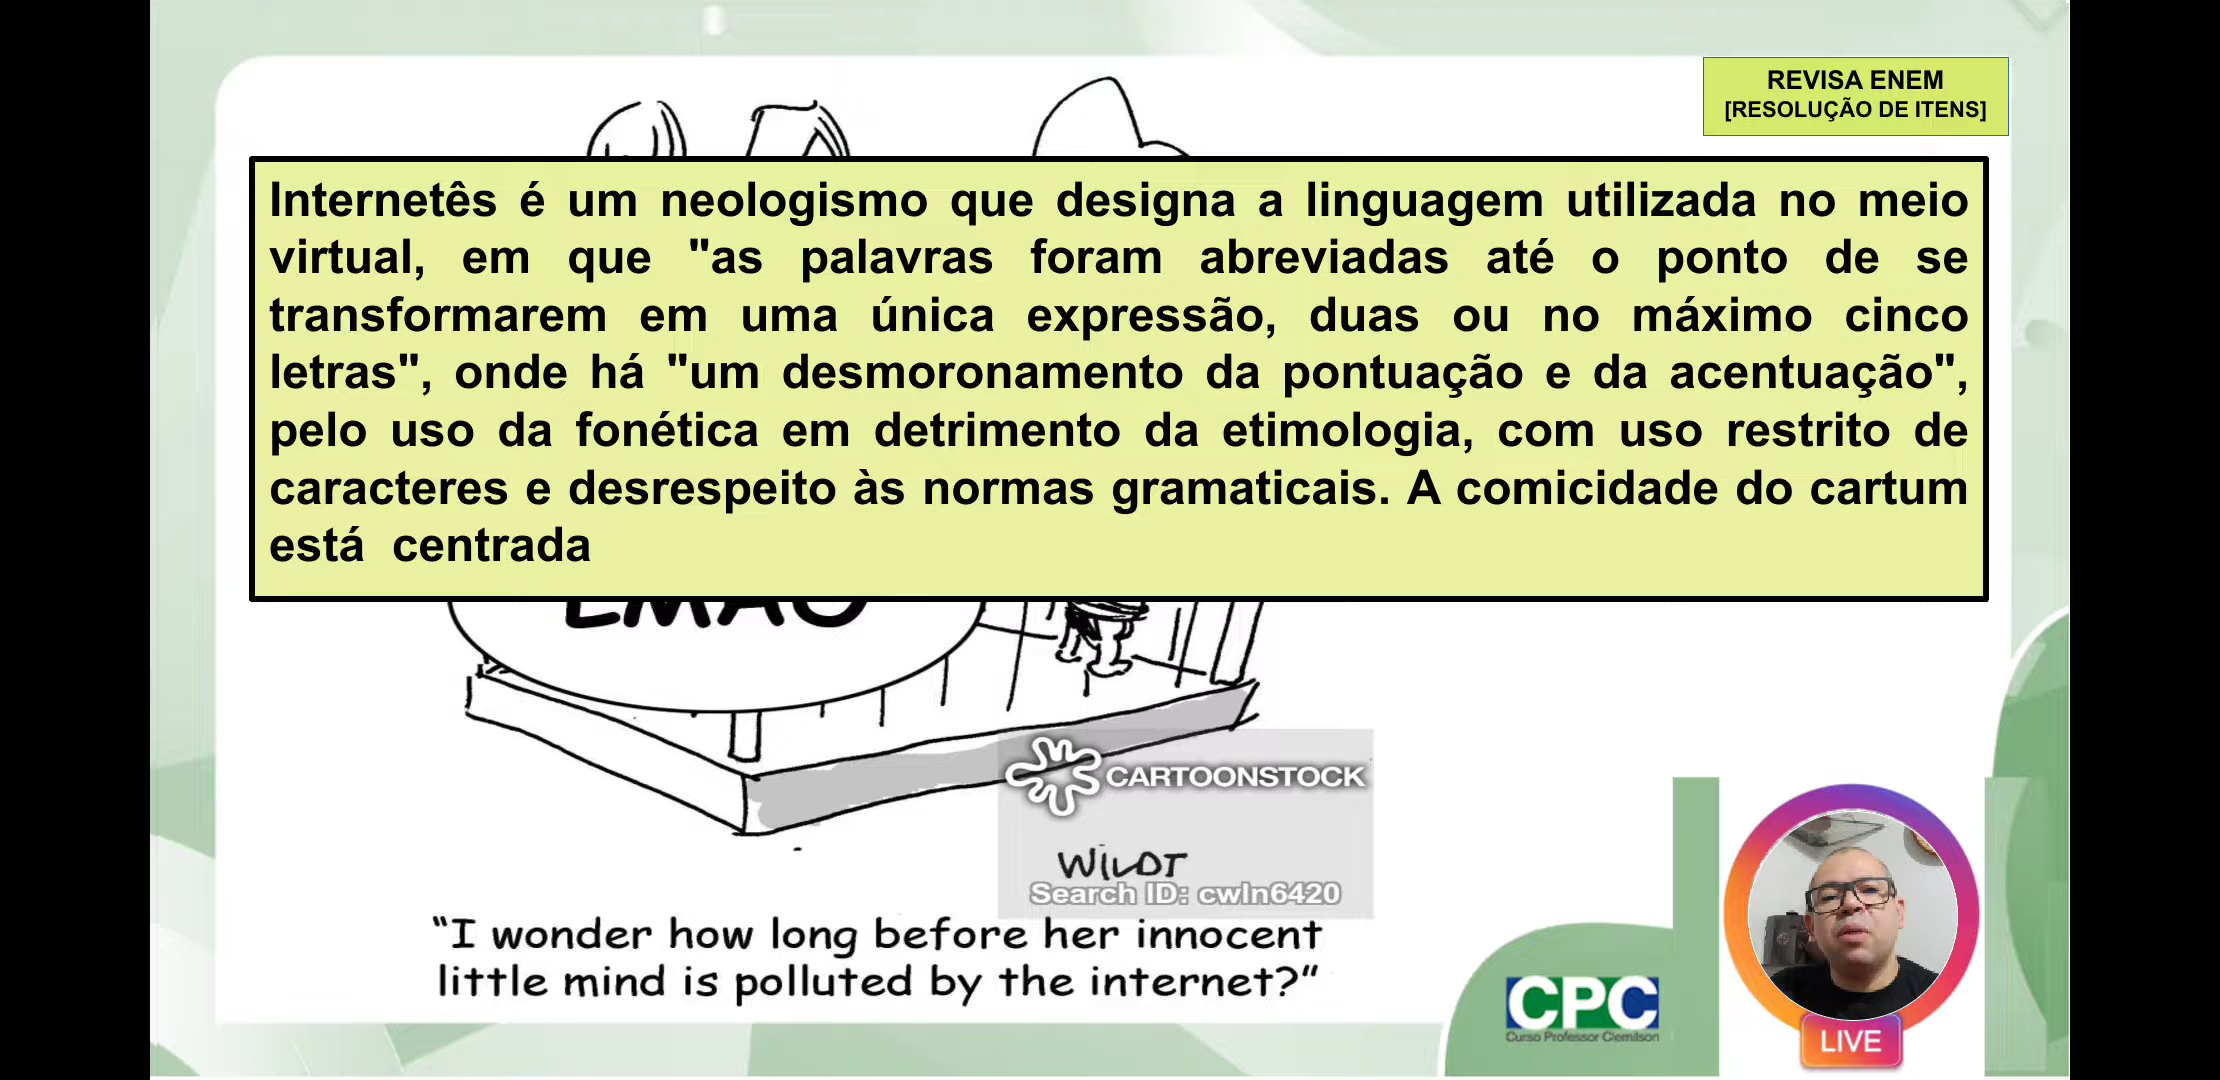 REVISA ENEM
[RESOLUÇÃO DE ITENS]
Internetês é um neologismo que designa a linguagem utilizada no meio
virtual, em que "as palavras foram abreviadas até o ponto de se
transformarem em uma única expressão, duas ou no máximo cinco
letras", onde há "um desmoronamento da pontuação e da acentuação",
pelo uso da fonética em detrimento da etimologia, com uso restrito de
caracteres e desrespeito às normas gramaticais. A comicidade do cartum
está centrada
LMAO
CARTOONSTOCK
WILDT
Search ID: cwln6420
“I wonder how long before her innocent
little mind is polluted by the internet?”
CPC
Curso Professor Clemilson
LIVE